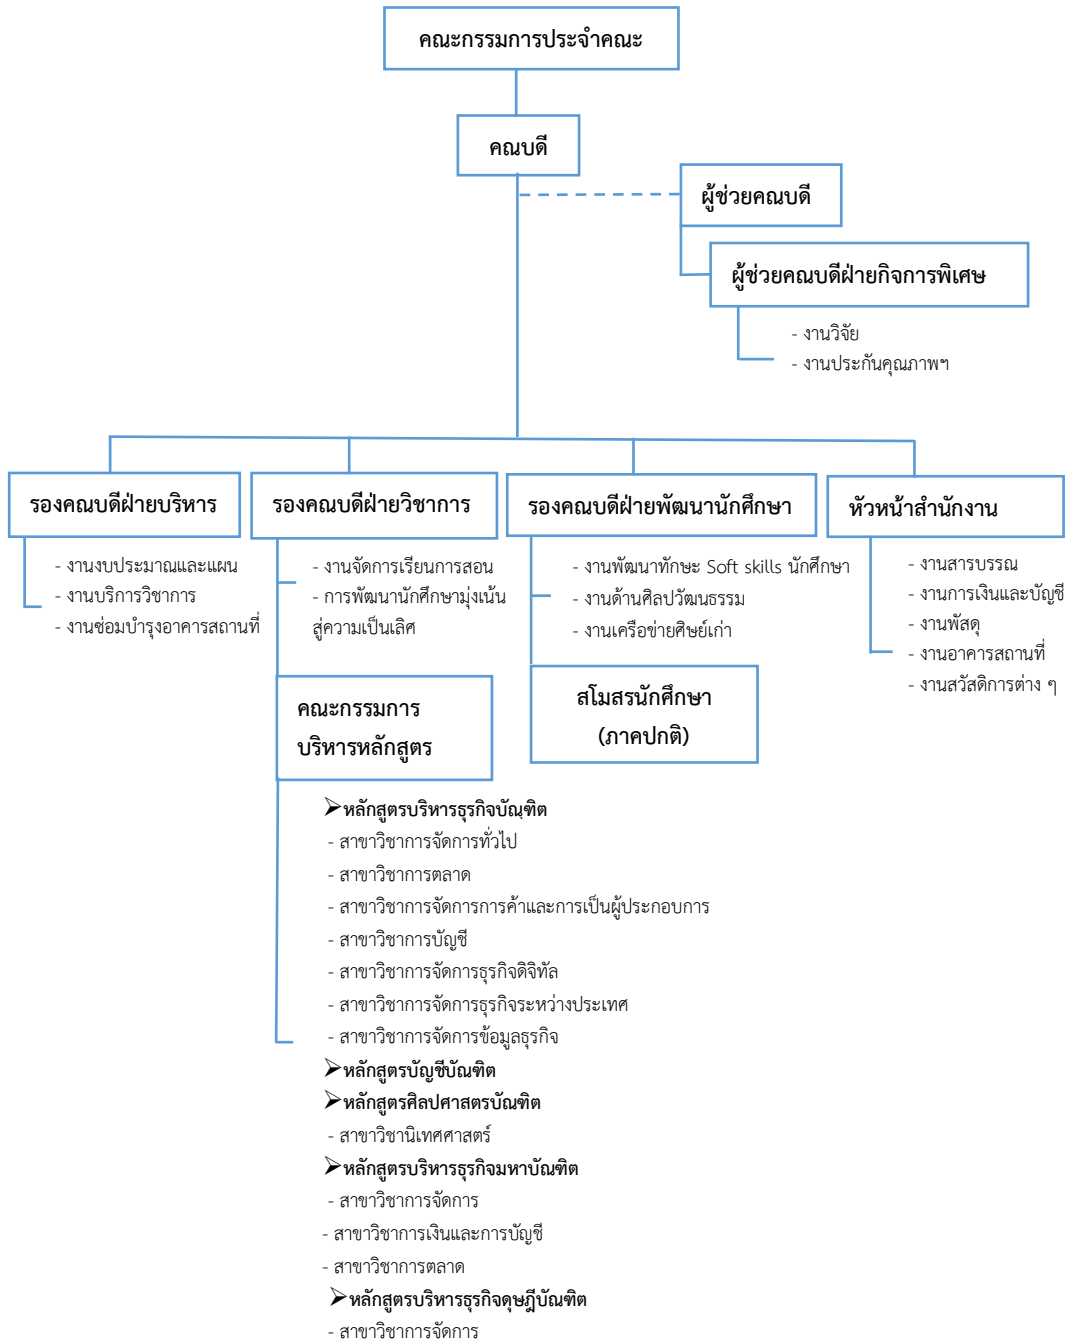 คณะกรรมการประจำคณะ
คณบดี
ผู้ช่วยคณบดี
ผู้ช่วยคณบดีฝ่ายกิจการพิเศษ
- งานวิจัย
- งานประกันคุณภาพฯ
รองคณบดีฝ่ายบริหาร
- งานงบประมาณและแผน
- งานบริการวิชาการ
- งานซ่อมบำรุงอาคารสถานที่
รองคณบดีฝ่ายวิชาการ
- งานจัดการเรียนการสอน
- การพัฒนานักศึกษามุ่งเน้น
สู่ความเป็นเลิศ
รองคณบดีฝ่ายพัฒนานักศึกษา
- งานพัฒนาทักษะ Soft skills นักศึกษา
- งานด้านศิลปวัฒนธรรม
- งานเครือข่ายศิษย์เก่า
หัวหน้าสำนักงาน
- งานสารบรรณ
- งานการเงินและบัญชี
- งานพัสดุ
- งานอาคารสถานที่
- งานสวัสดิการต่าง ๆ
คณะกรรมการ
บริหารหลักสูตร
สโมสรนักศึกษา
(ภาคปกติ)
➢หลักสูตรบริหารธุรกิจบัณฑิต
- สาขาวิชาการจัดการทั่วไป
- สาขาวิชาการตลาด
- สาขาวิชาการจัดการการค้าและการเป็นผู้ประกอบการ
- สาขาวิชาการบัญชี
- สาขาวิชาการจัดการธุรกิจดิจิทัล
- สาขาวิชาการจัดการธุรกิจระหว่างประเทศ
- สาขาวิชาการจัดการข้อมูลธุรกิจ
➢หลักสูตรบัญชีบัณฑิต
➢หลักสูตรศิลปศาสตรบัณฑิต
- สาขาวิชานิเทศศาสตร์
➢หลักสูตรบริหารธุรกิจมหาบัณฑิต
- สาขาวิชาการจัดการ
- สาขาวิชาการเงินและการบัญชี
- สาขาวิชาการตลาด
➢หลักสูตรบริหารธุรกิจดุษฎีบัณฑิต
- สาขาวิชาการจัดการ